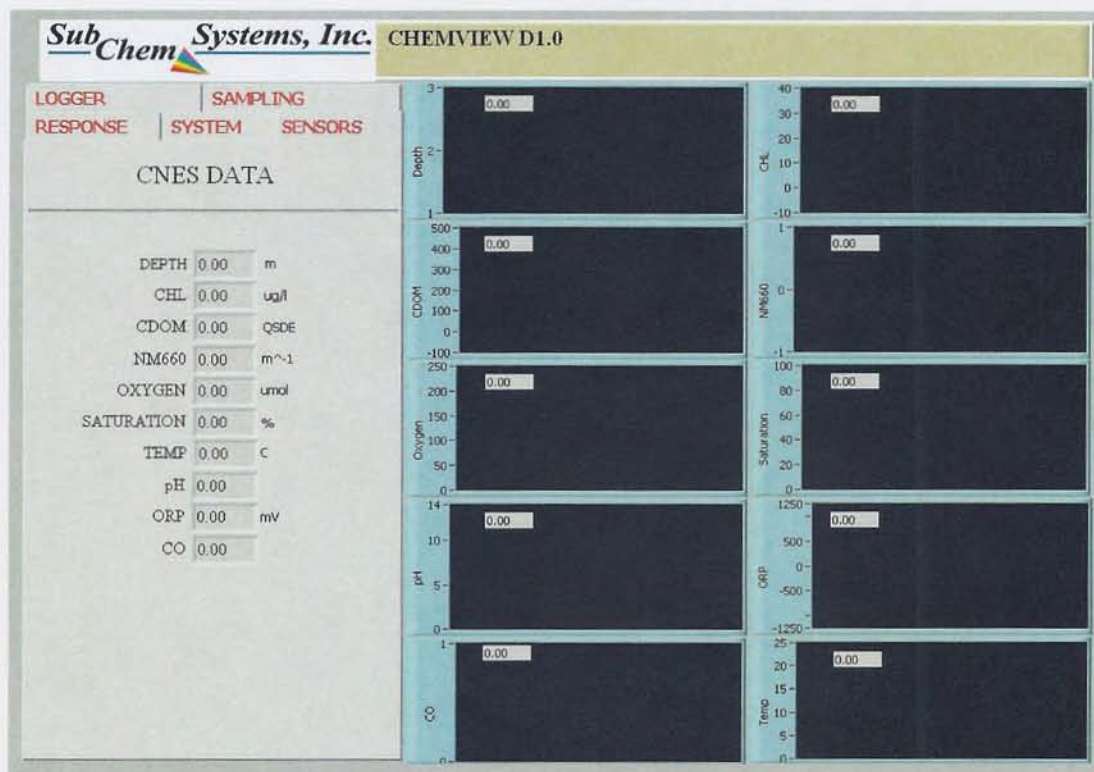 SubChem Systems, Inc.
CHEMVIEW D1.0
LOGGER SAMPLING
RESPONSE SYSTEM SENSORS
CNES DATA
DEPTH 0.00 m
CHL 0.00 ug/l
CDOM 0.00 QSDE
NM660 0.00 m^-1
OXYGEN 0.00 umol
SATURATION 0.00 %
TEMP 0.00 C
pH 0.00
ORP 0.00 mV
CO 0.00
Depth
3
2
1
0.00
CHL
40
30
20
10
0
-10
0.00
CDOM
500
400
300
200
100
0
-100
0.00
NM660
1
0
-1
0.00
Oxygen
250
200
150
100
50
0
0.00
Saturation
100
80
60
40
20
0
0.00
pH
14
10
5
0
0.00
ORP
1250
500
0
-500
-1250
0.00
CO
1
0
0.00
Temp
25
20
15
10
5
0
0.00